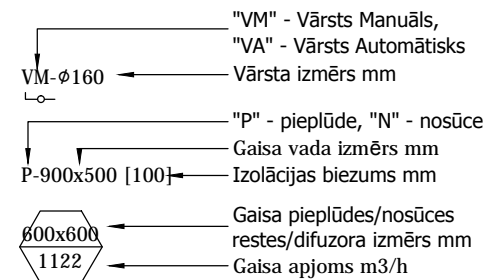 "VM" - Vārsts Manuāls,
"VA" - Vārsts Automātisks
VM-ϕ160
Vārsta izmērs mm
"P" - pieplūde, "N" - nosūce
Gaisa vada izmērs mm
P-900x500 [100]
Izolācijas biezums mm
Gaisa pieplūdes/nosūces
600x600
restes/difuzora izmērs mm
1122
Gaisa apjoms m3/h